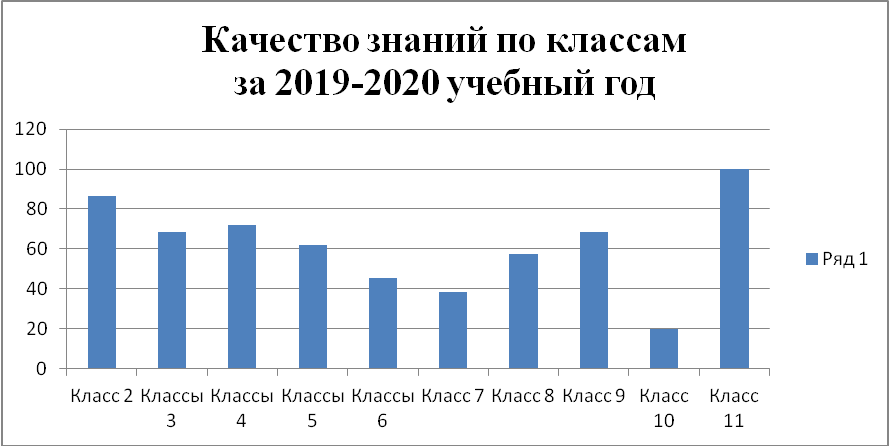 Качество знаний по классам
за 2019-2020 учебный год
120
100
80
60
40
20
0
Класс 2 Классы Классы Классы Классы Класс 7 Класс 8 Класс 9 Класс Класс
3 4 5 6 10 11
Ряд 1